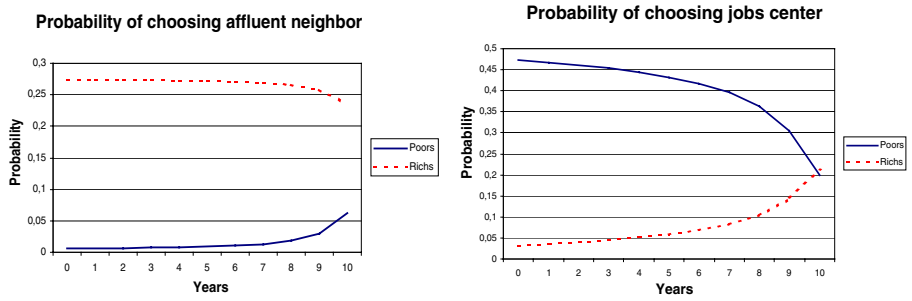 Probability of choosing affluent neighbor
0,3
0,25
0,2
0,15
0,1
0,05
0
Probability
0 1 2 3 4 5 6 7 8 9 10
Years
Poors
Richs
Probability of choosing jobs center
0,5
0,45
0,4
0,35
0,3
0,25
0,2
0,15
0,1
0,05
0
Probability
0 1 2 3 4 5 6 7 8 9 10
Years
Poors
Richs